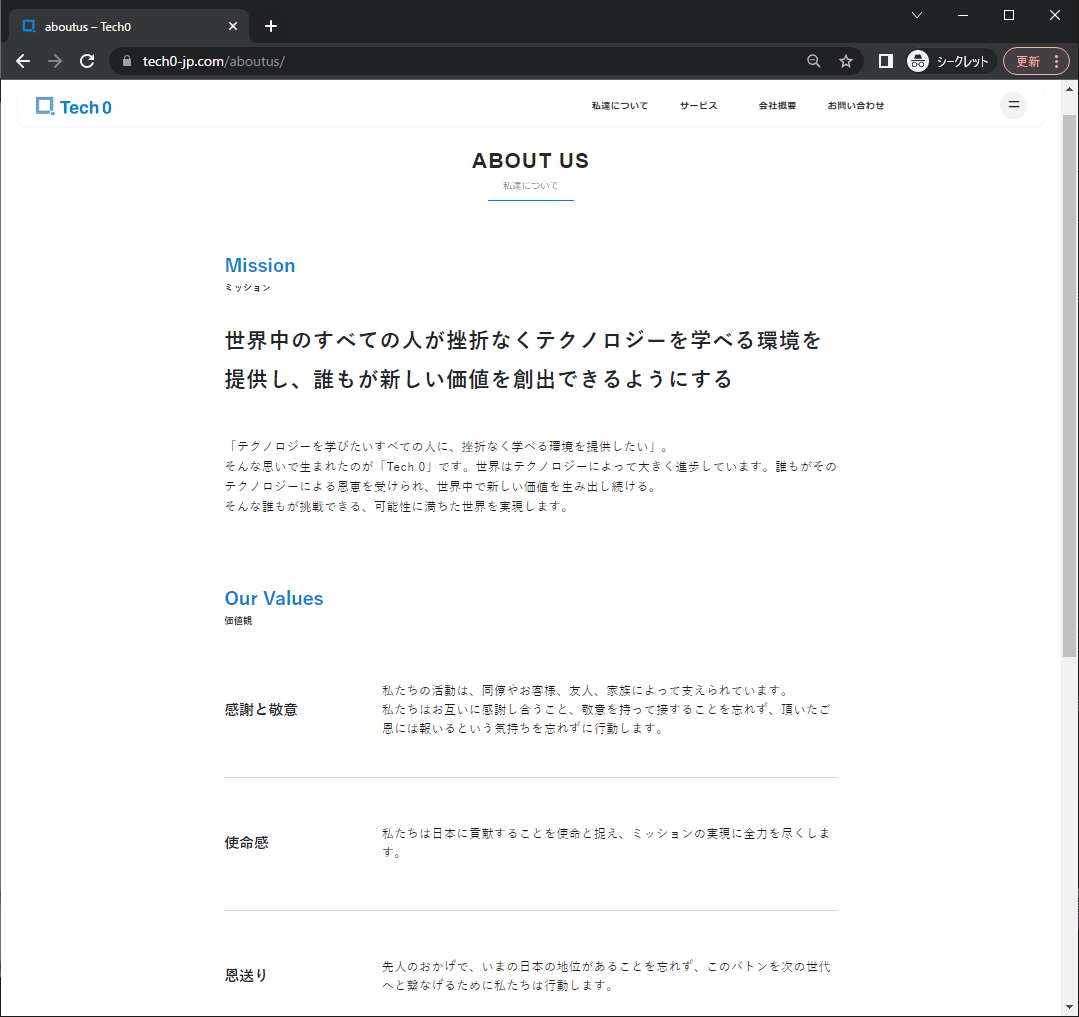 aboutus – Tech0
tech0-jp.com/aboutus/
シークレット
更新
Tech 0
私達について
サービス
会社概要
お問い合わせ
ABOUT US
私達について
Mission
ミッション
世界中のすべての人が挫折なくテクノロジーを学べる環境を
提供し、誰もが新しい価値を創出できるようにする
「テクノロジーを学びたいすべての人に、挫折なく学べる環境を提供したい」。
そんな思いで生まれたのが「Tech 0」です。世界はテクノロジーによって大きく進歩しています。誰もがその
テクノロジーによる恩恵を受けられ、世界中で新しい価値を生み出し続ける。
そんな誰もが挑戦できる、可能性に満ちた世界を実現します。
Our Values
価値観
感謝と敬意
私たちの活動は、同僚やお客様、友人、家族によって支えられています。
私たちはお互いに感謝し合うこと、敬意を持って接することを忘れず、頂いたご
恩には報いるという気持ちを忘れずに行動します。
使命感
私たちは日本に貢献することを使命と捉え、ミッションの実現に全力を尽くしま
す。
恩送り
先人のおかげで、いまの日本の地位があることを忘れず、このバトンを次の世代
へと繋なげるために私たちは行動します。